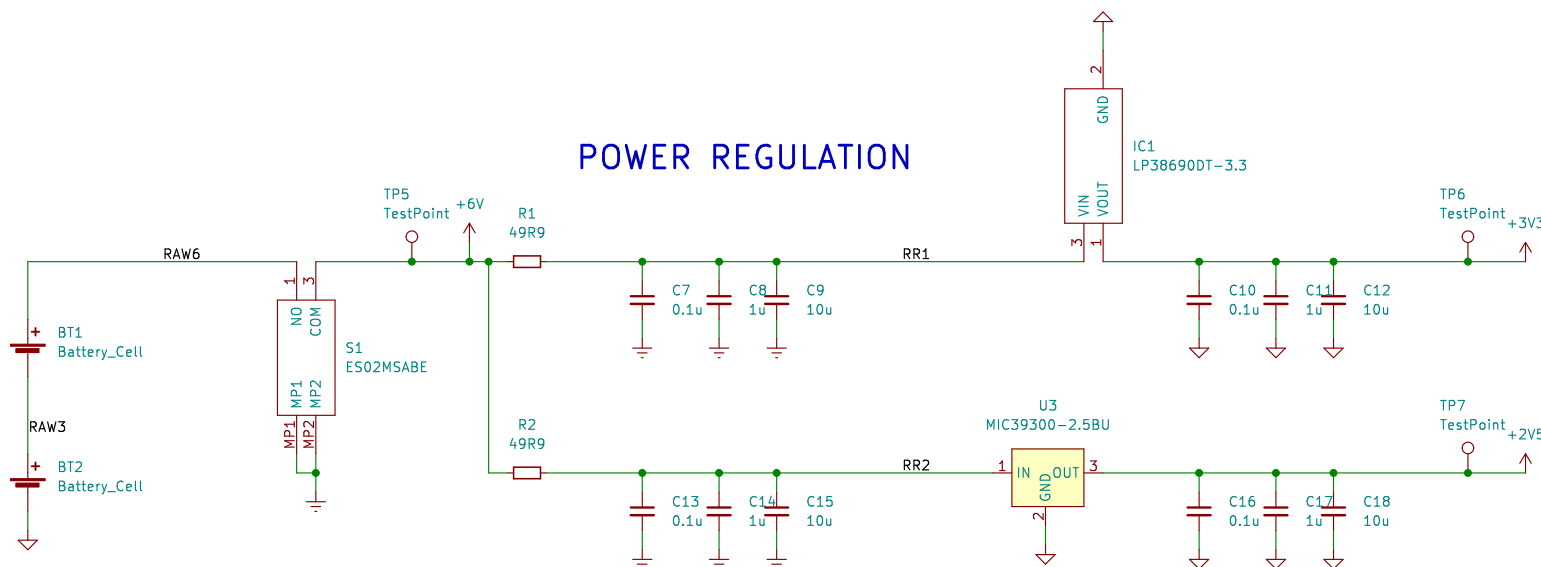 POWER REGULATION
RAW6
BT1
Battery_Cell
RAW3
BT2
Battery_Cell
1
3
NO
COM
MP1
MP2
MP1
MP2
S1
ES02MSABE
TP5
TestPoint
+6V
R1
49R9
C7
0.1u
C8
1u
C9
10u
RR1
2
GND
VIN
VOUT
3
1
IC1
LP38690DT-3.3
C10
0.1u
C11
1u
C12
10u
TP6
TestPoint
+3V3
R2
49R9
C13
0.1u
C14
1u
C15
10u
RR2
U3
MIC39300-2.5BU
1
IN
OUT
3
GND
2
C16
0.1u
C17
1u
C18
10u
TP7
TestPoint
+2V5